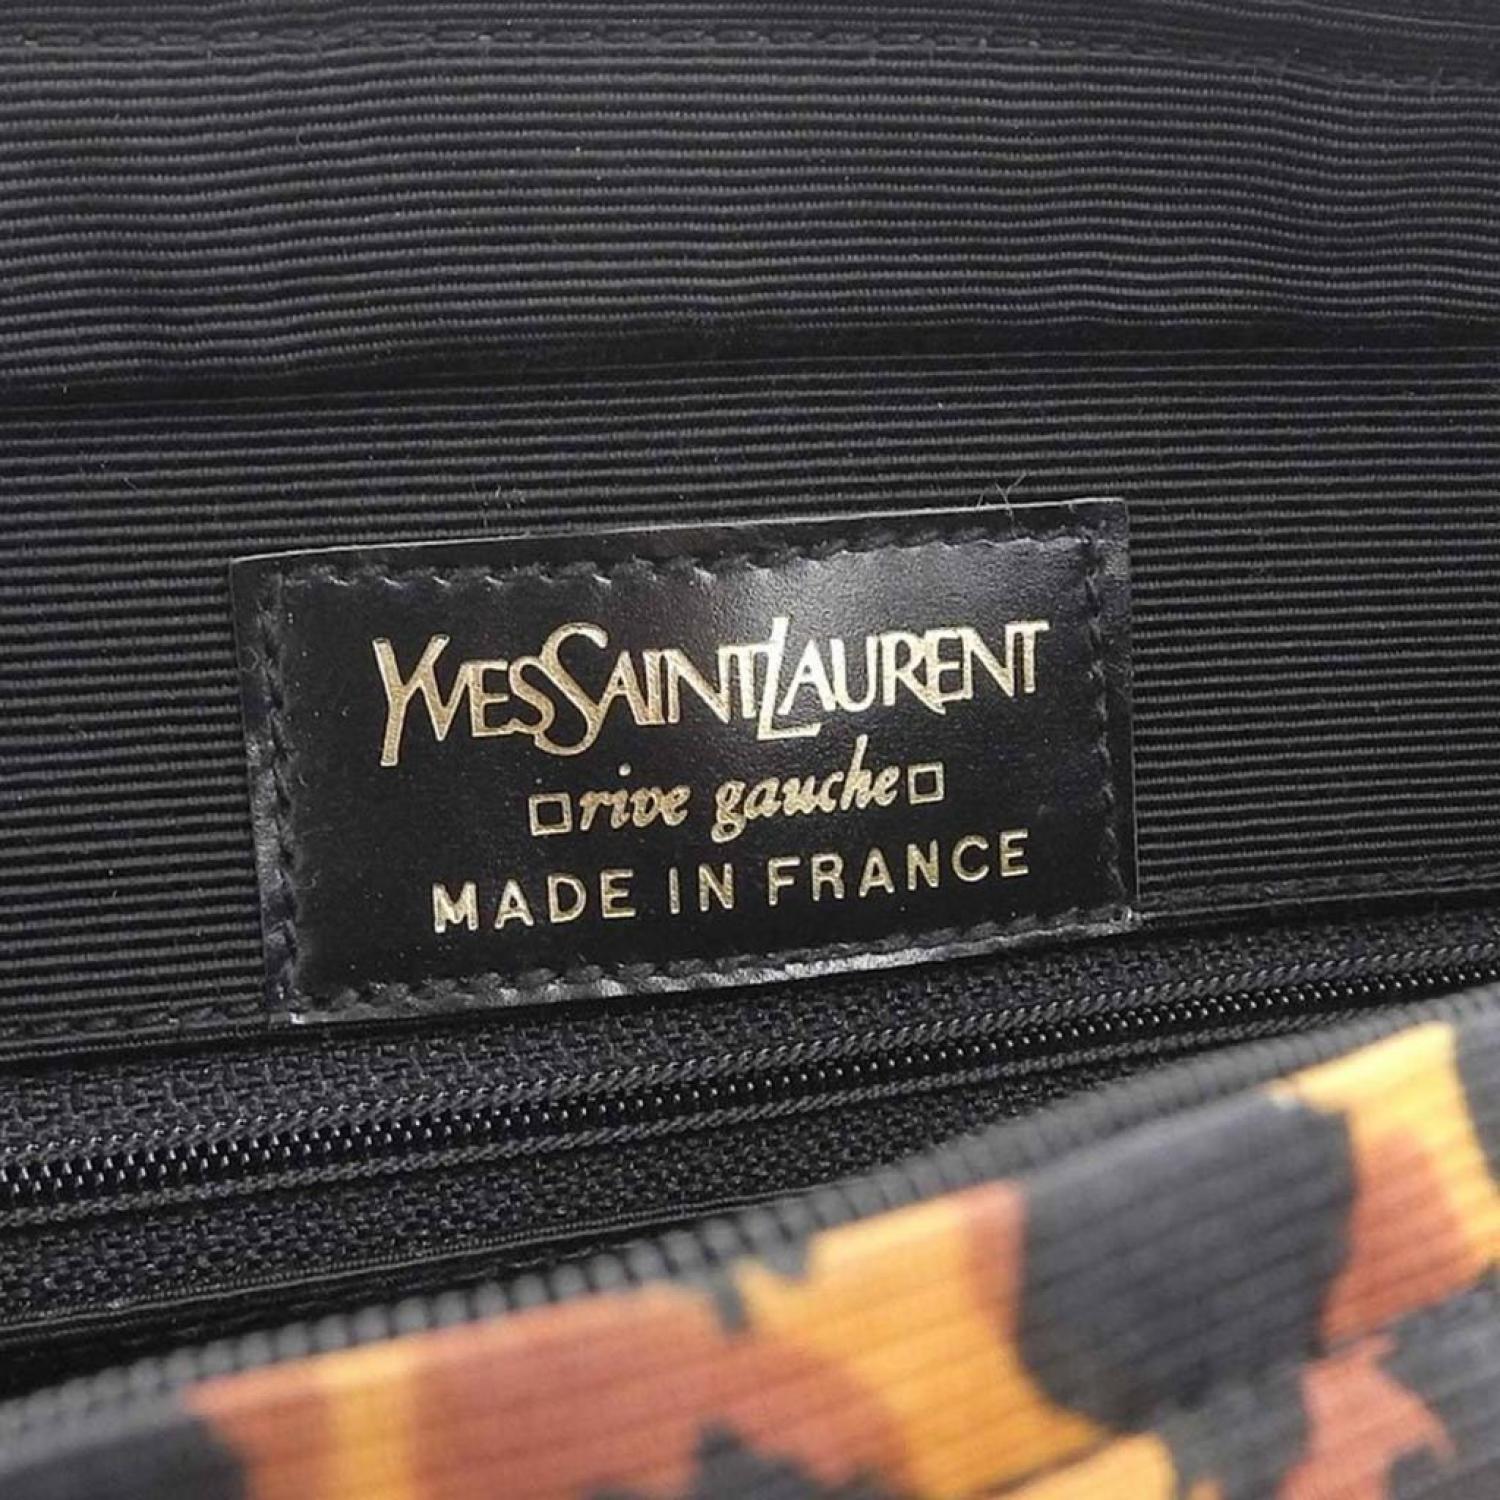 YVES SAINT LAURENT
rive gauche
MADE IN FRANCE